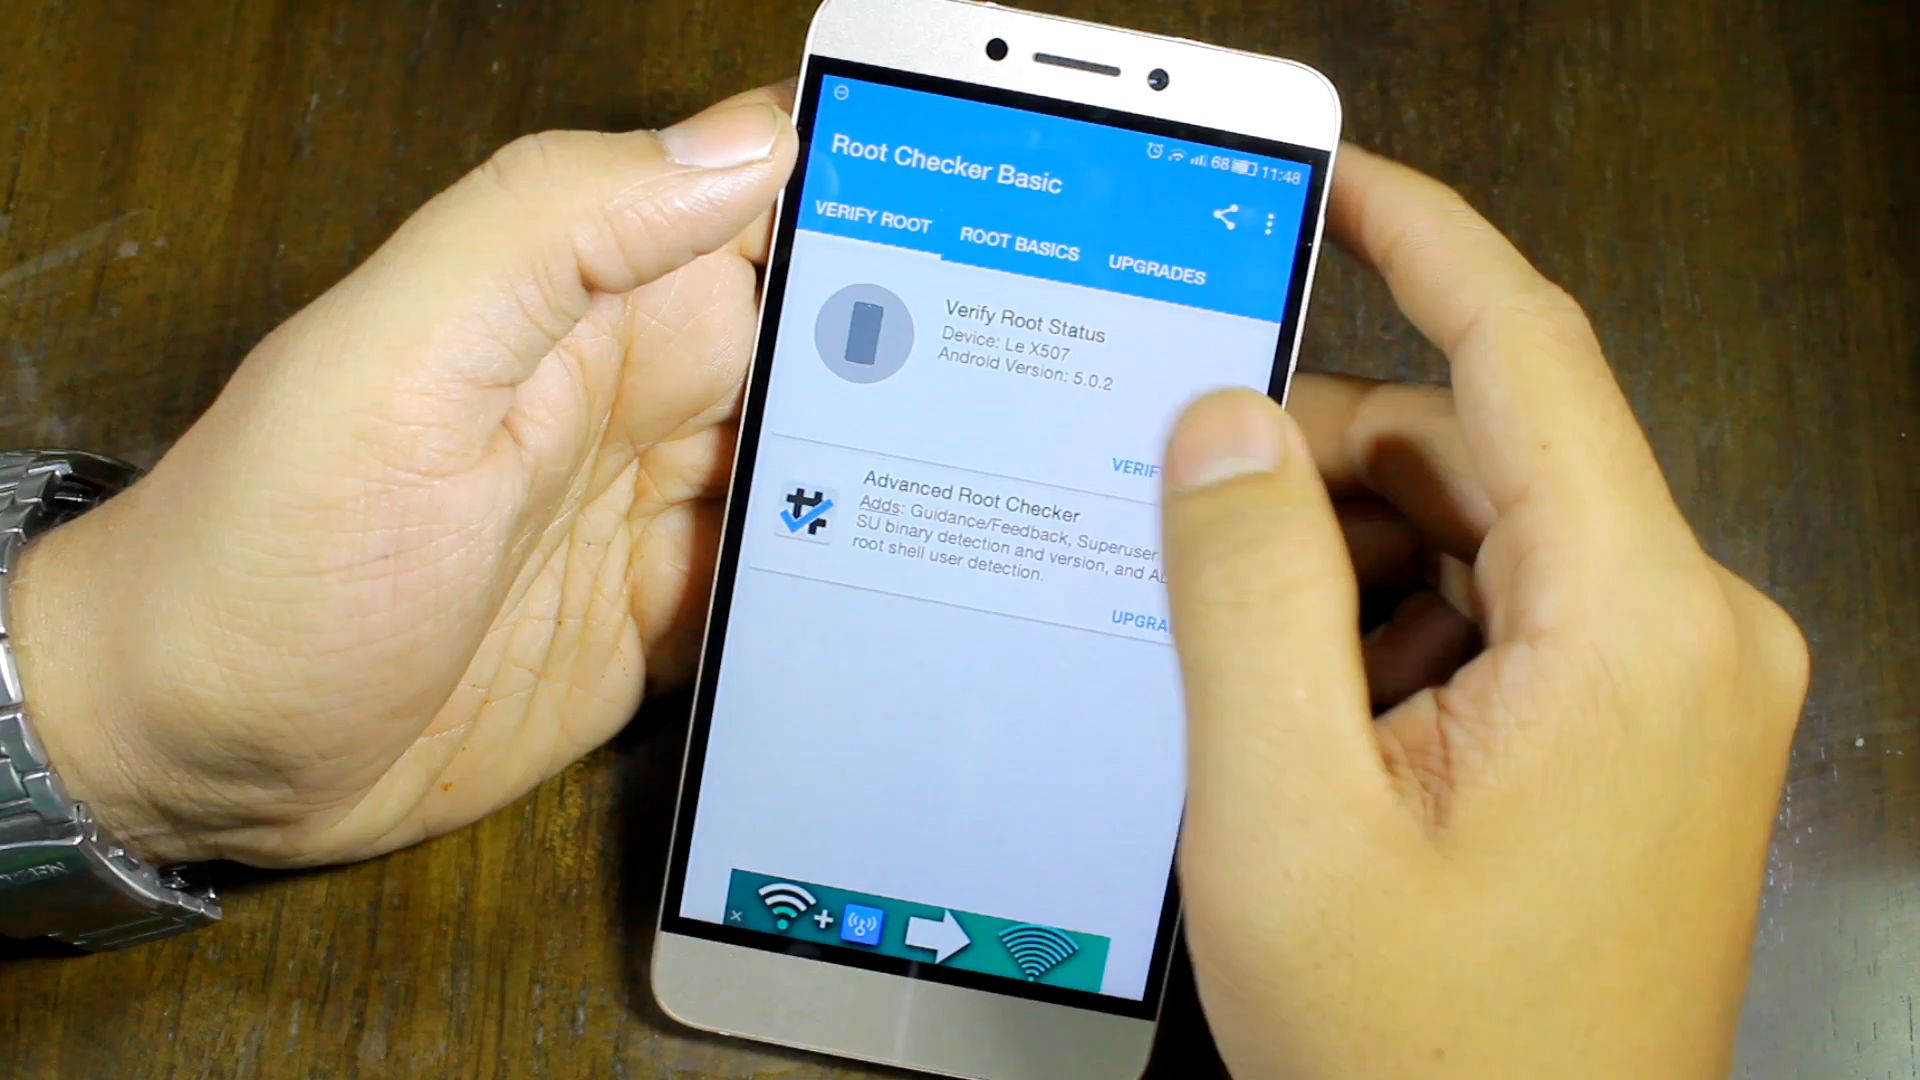 68 11:48
Root Checker Basic
VERIFY ROOT ROOT BASICS UPGRADES
Verify Root Status
Device: Le X507
Android Version: 5.0.2
VERIF
Advanced Root Checker
Adds: Guidance/Feedback, Superuser
SU binary detection and version, and
root shell user detection.
UPGRA